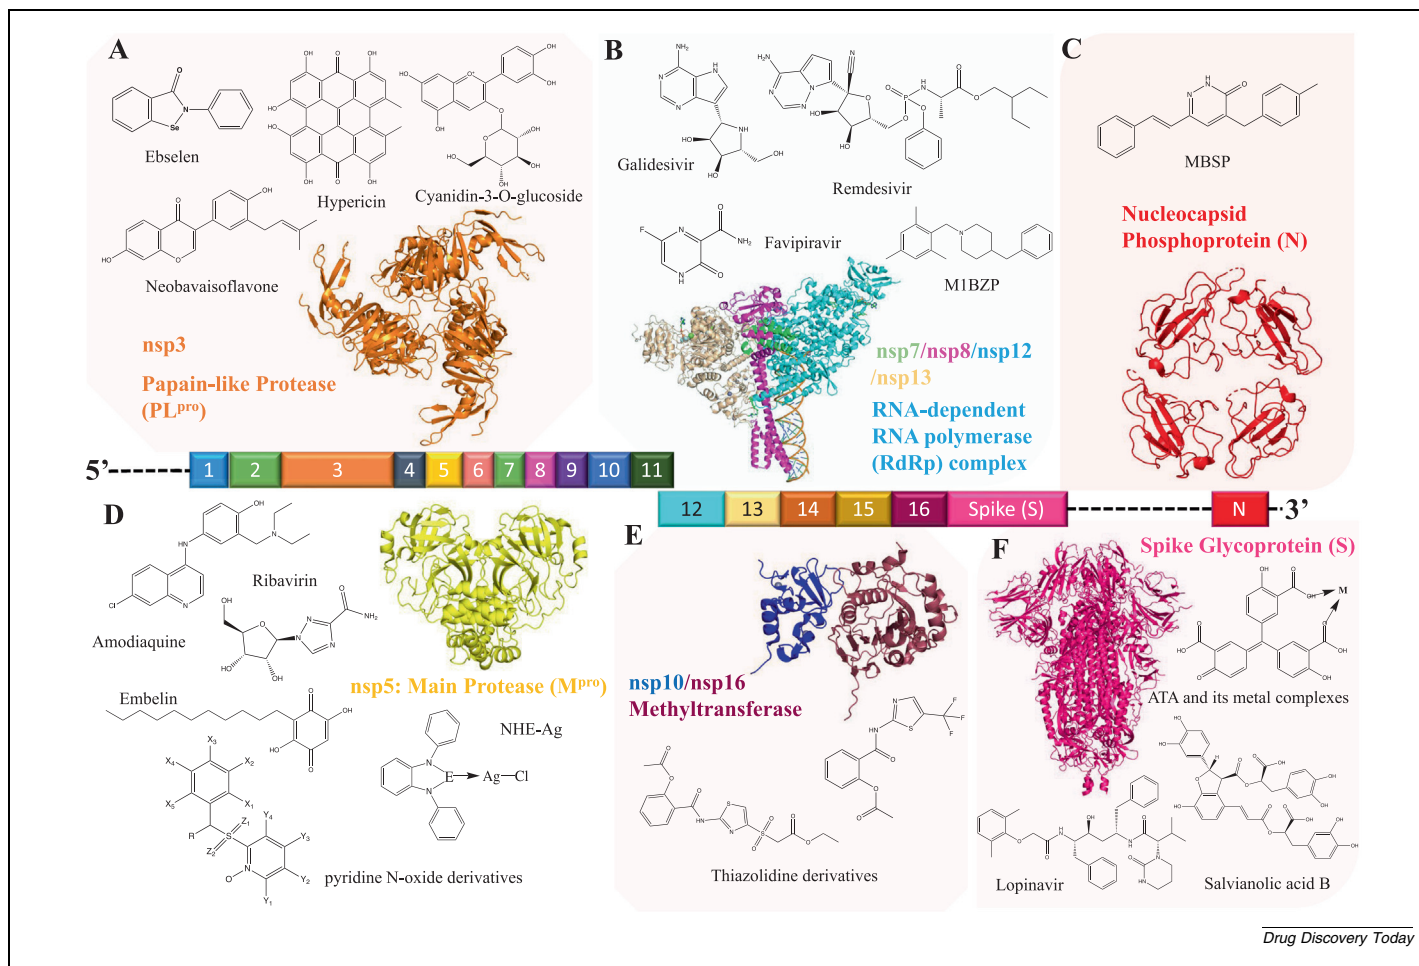 A
Ebselen
Hypericin
Cyanidin-3-O-glucoside
Neobavaisoflavone
nsp3
Papain-like Protease
(PLpro)
B
Galidesivir
Remdesivir
Favipiravir
M1BZP
nsp7/nsp8/nsp12
/nsp13
RNA-dependent
RNA polymerase
(RdRp) complex
C
MBSP
Nucleocapsid
Phosphoprotein (N)
5’
1 2 3 4 5 6 7 8 9 10 11
12 13 14 15 16 Spike (S) N
3’
D
Ribavirin
Amodiaquine
nsp5: Main Protease (Mpro)
Embelin
NHE-Ag
E
Ag
Cl
pyridine N-oxide derivatives
E
nsp10/nsp16
Methyltransferase
Thiazolidine derivatives
F
Spike Glycoprotein (S)
M
ATA and its metal complexes
Lopinavir
Salvianolic acid B
Drug Discovery Today